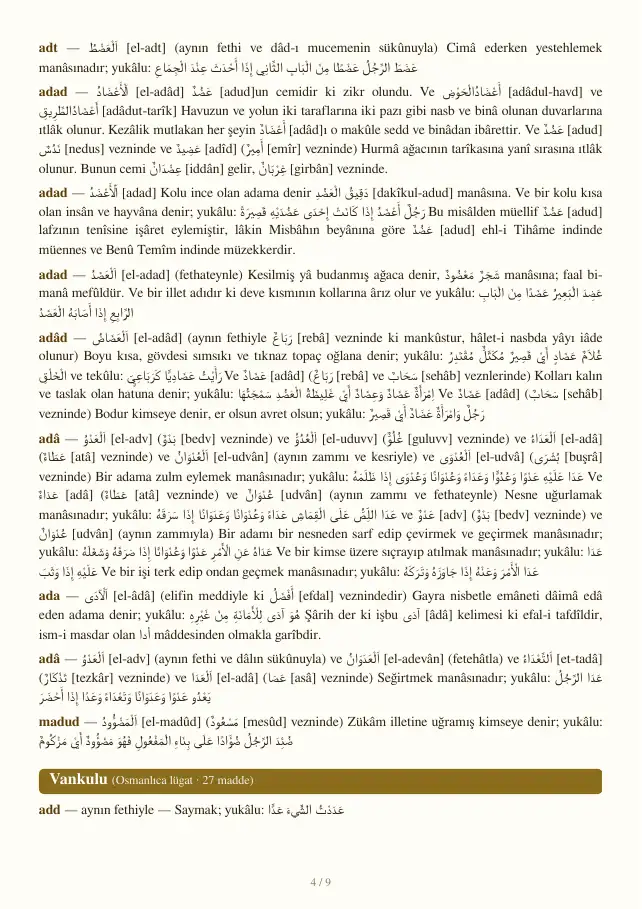 adt — اَلْعَضْطُ [el-adt] (aynın fethi ve dâd-ı mucemenin sükûnuyla) Cimâ ederken yestehlemek
manâsınadır; yukâlu: عَضَطَ الرَّجُلُ عَضْطًا مِنَ الْبَابِ الثَّانِى إِذَا أَحْدَثَ عِنْدَ الْجِمَاعِ
adad — اَلْأَعْضَادُ [el-adâd] عَضُدٌ [adud]un cemidir ki zikr olundu. Ve أَعْضَادُالْحَوْضِ [adâdul-havd] ve
أَعْضَادُالطَّرِيقِ [adâdut-tarîk] Havuzun ve yolun iki taraflarına iki pazı gibi nasb ve binâ olunan duvarlarına
ıtlâk olunur. Kezâlik mutlakan her şeyin أَعْضَادٌ [adâd]ı o makûle sedd ve binâdan ibârettir. Ve عَضُدٌ [adud]
نَدُسٌ [nedus] vezninde ve عَضِيدٌ [adîd] (أَمِيرٌ [emîr] vezninde) Hurmâ ağacının tarîkasına yanî sırasına ıtlâk
olunur. Bunun cemi عِضْدَانٌ [iddân] gelir, غِرْبَانٌ [girbân] vezninde.
adad — اَلْأَعْضَدُ [adad] Kolu ince olan adama denir دَقِيقُ الْعَضُدِ [dakîkul-adud] manâsına. Ve bir kolu kısa
olan insân ve hayvâna denir; yukâlu: رَجُلٌ أَعْضَدُ إِذَا كَانَتْ إِحْدَى عَضُدَيْهِ قَصِيرَةً Bu misâlden müellif عَضُدٌ [adud]
lafzının tenîsine işâret eylemiştir, lâkin Misbâhın beyânına göre عَضُدٌ [adud] ehl-i Tihâme indinde
müennes ve Benû Temîm indinde müzekkerdir.
adad — اَلْعَضَدُ [el-adad] (fethateynle) Kesilmiş yâ budanmış ağaca denir, شَجَرٌ مَعْضُودٌ manâsına; faal bi-
manâ mefûldür. Ve bir illet adıdır ki deve kısmının kollarına ârız olur ve yukâlu: عَضِدَ الْبَعِيرُ عَضَدًا مِنَ الْبَابِ
الرَّابِعِ إِذَا أَصَابَهُ الْعَضَدُ
adâd — اَلْعَضَاضُ [el-adâd] (aynın fethiyle رَبَاعٌ [rebâ] vezninde ki mankûstur, hâlet-i nasbda yâyı iâde
olunur) Boyu kısa, gövdesi sımsıkı ve tıknaz topaç oğlana denir; yukâlu: غُلاَمٌ عَضَادٍ أَىْ قَصِيرٌ مُكَتَّلٌ مُقْتَدِرُ
الْخَلْقِ ve tekûlu: رَأَيْتُ عَضَادِيًا كَرَبَاعِىَ Ve عَضَادٌ [adâd] (رَبَاعٌ [rebâ] ve سَحَابٌ [sehâb] veznlerinde) Kolları kalın
ve taslak olan hatuna denir; yukâlu: اِمْرَأَةٌ عَضَادٌ وَعِضَادٌ أَىْ غَلِيظَةُ الْعَضُدِ سَمْجَتُهَا Ve عَضَادٌ [adâd] (سَحَابٌ [sehâb]
vezninde) Bodur kimseye denir, er olsun avret olsun; yukâlu: رَجُلٌ وَامْرَأَةٌ عَضَادٌ أَىْ قَصِيرٌ
adâ — اَلْعَدْوُ [el-adv] (بَدْوٌ [bedv] vezninde) ve اَلْعُدُوُّ [el-uduvv] (غُلُوٌّ [guluvv] vezninde) ve اَلْعَدَاءُ [el-adâ]
(عَطَاءٌ [atâ] vezninde) ve اَلْعُدْوَانُ [el-udvân] (aynın zammı ve kesriyle) ve اَلْعُدْوَى [el-udvâ] (بُشْرَى [buşrâ]
vezninde) Bir adama zulm eylemek manâsınadır; yukâlu: عَدَا عَلَيْهِ عَدْوًا وَعُدُوًّا وَعَدَاءً وَعُدْوَانًا وَعُدْوَى إِذَا ظَلَمَهُ Ve
عَدَاءٌ [adâ] (عَطَاءٌ [atâ] vezninde) ve عُدْوَانٌ [udvân] (aynın zammı ve fethateynle) Nesne uğurlamak
manâsınadır; yukâlu: عَدَا اللِّصُّ عَلَى الْقُمَاشِ عَدَاءً وَعُدْوَانًا وَعَدَوَانًا إِذَا سَرَقَهُ ve عَدْوٌ [adv] (بَدْوٌ [bedv] vezninde) ve
عُدْوَانٌ [udvân] (aynın zammıyla) Bir adamı bir nesneden sarf edip çevirmek ve geçirmek manâsınadır;
yukâlu: عَدَاهُ عَنِ الْأَمْرِ عَدْوًا وَعُدْوَانًا إِذَا صَرَفَهُ وَشَغَلَهُ Ve bir kimse üzere sıçrayıp atılmak manâsınadır; yukâlu: عَدَا
عَلَيْهِ إِذَا وَثَبَ Ve bir işi terk edip ondan geçmek manâsınadır; yukâlu: عَدَا الْأَمْرَ وَعَنْهُ إِذَا جَاوَزَهُ وَتَرَكَهُ
ada — اَلْآدَى [el-âdâ] (elifin meddiyle ki أَفْضَلُ [efdal] veznindedir) Gayra nisbetle emâneti dâimâ edâ
eden adama denir; yukâlu: هُوَ آدَى لِلْأَمَانَةِ مِنْ غَيْرِهِ Şârih der ki işbu آدَى [âdâ] kelimesi ki efal-i tafdîldir,
ism-i masdar olan أَدَا mâddesinden olmakla garîbdir.
adâ — اَلْعَدْوُ [el-adv] (aynın fethi ve dâlın sükûnuyla) ve اَلْعَدَوَانُ [el-adevân] (fetehâtla) ve اَلتَّعْدَاءُ [et-tadâ]
(تَذْكَارٌ [tezkâr] vezninde) ve اَلْعَدَا [el-adâ] (عَصَا [asâ] vezninde) Seğirtmek manâsınadır; yukâlu: عَدَا الرَّجُلُ
يَعْدُو عَدْوًا وَعَدَوَانًا وَتَعْدَاءً وَعَدًا إِذَا أَحْضَرَ
madud — اَلْمَضْؤُودُ [el-madûd] (مَسْعُودٌ [mesûd] vezninde) Zükâm illetine uğramış kimseye denir; yukâlu:
ضُئِدَ الرَّجُلُ ضُؤَادًا عَلَى بِنَاءِ الْمَفْعُولِ فَهُوَ مَضْؤُودٌ أَىْ مَزْكُومٌ
Vankulu (Osmanlıca lügat · 27 madde)
add — aynın fethiyle — Saymak; yukâlu: عَدَدْتُ الشَّيءَ عَدًّا
4 / 9